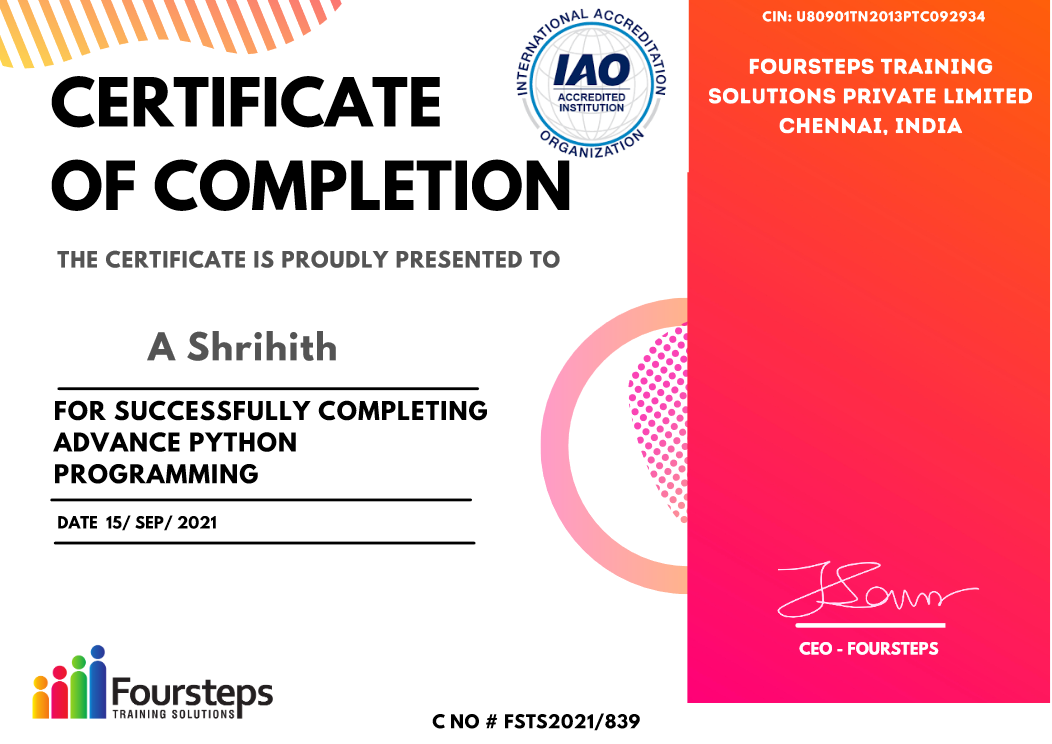 CERTIFICATE
OF COMPLETION
THE CERTIFICATE IS PROUDLY PRESENTED TO
A Shrihith
FOR SUCCESSFULLY COMPLETING
ADVANCE PYTHON
PROGRAMMING
DATE 15/ SEP/ 2021
INTERNATIONAL ACCREDITATION
IAO
ACCREDITED
INSTITUTION
ORGANIZATION
CIN: U80901TN2013PTC092934
FOURSTEPS TRAINING
SOLUTIONS PRIVATE LIMITED
CHENNAI, INDIA
CEO - FOURSTEPS
Foursteps
TRAINING SOLUTIONS
C NO # FSTS2021/839